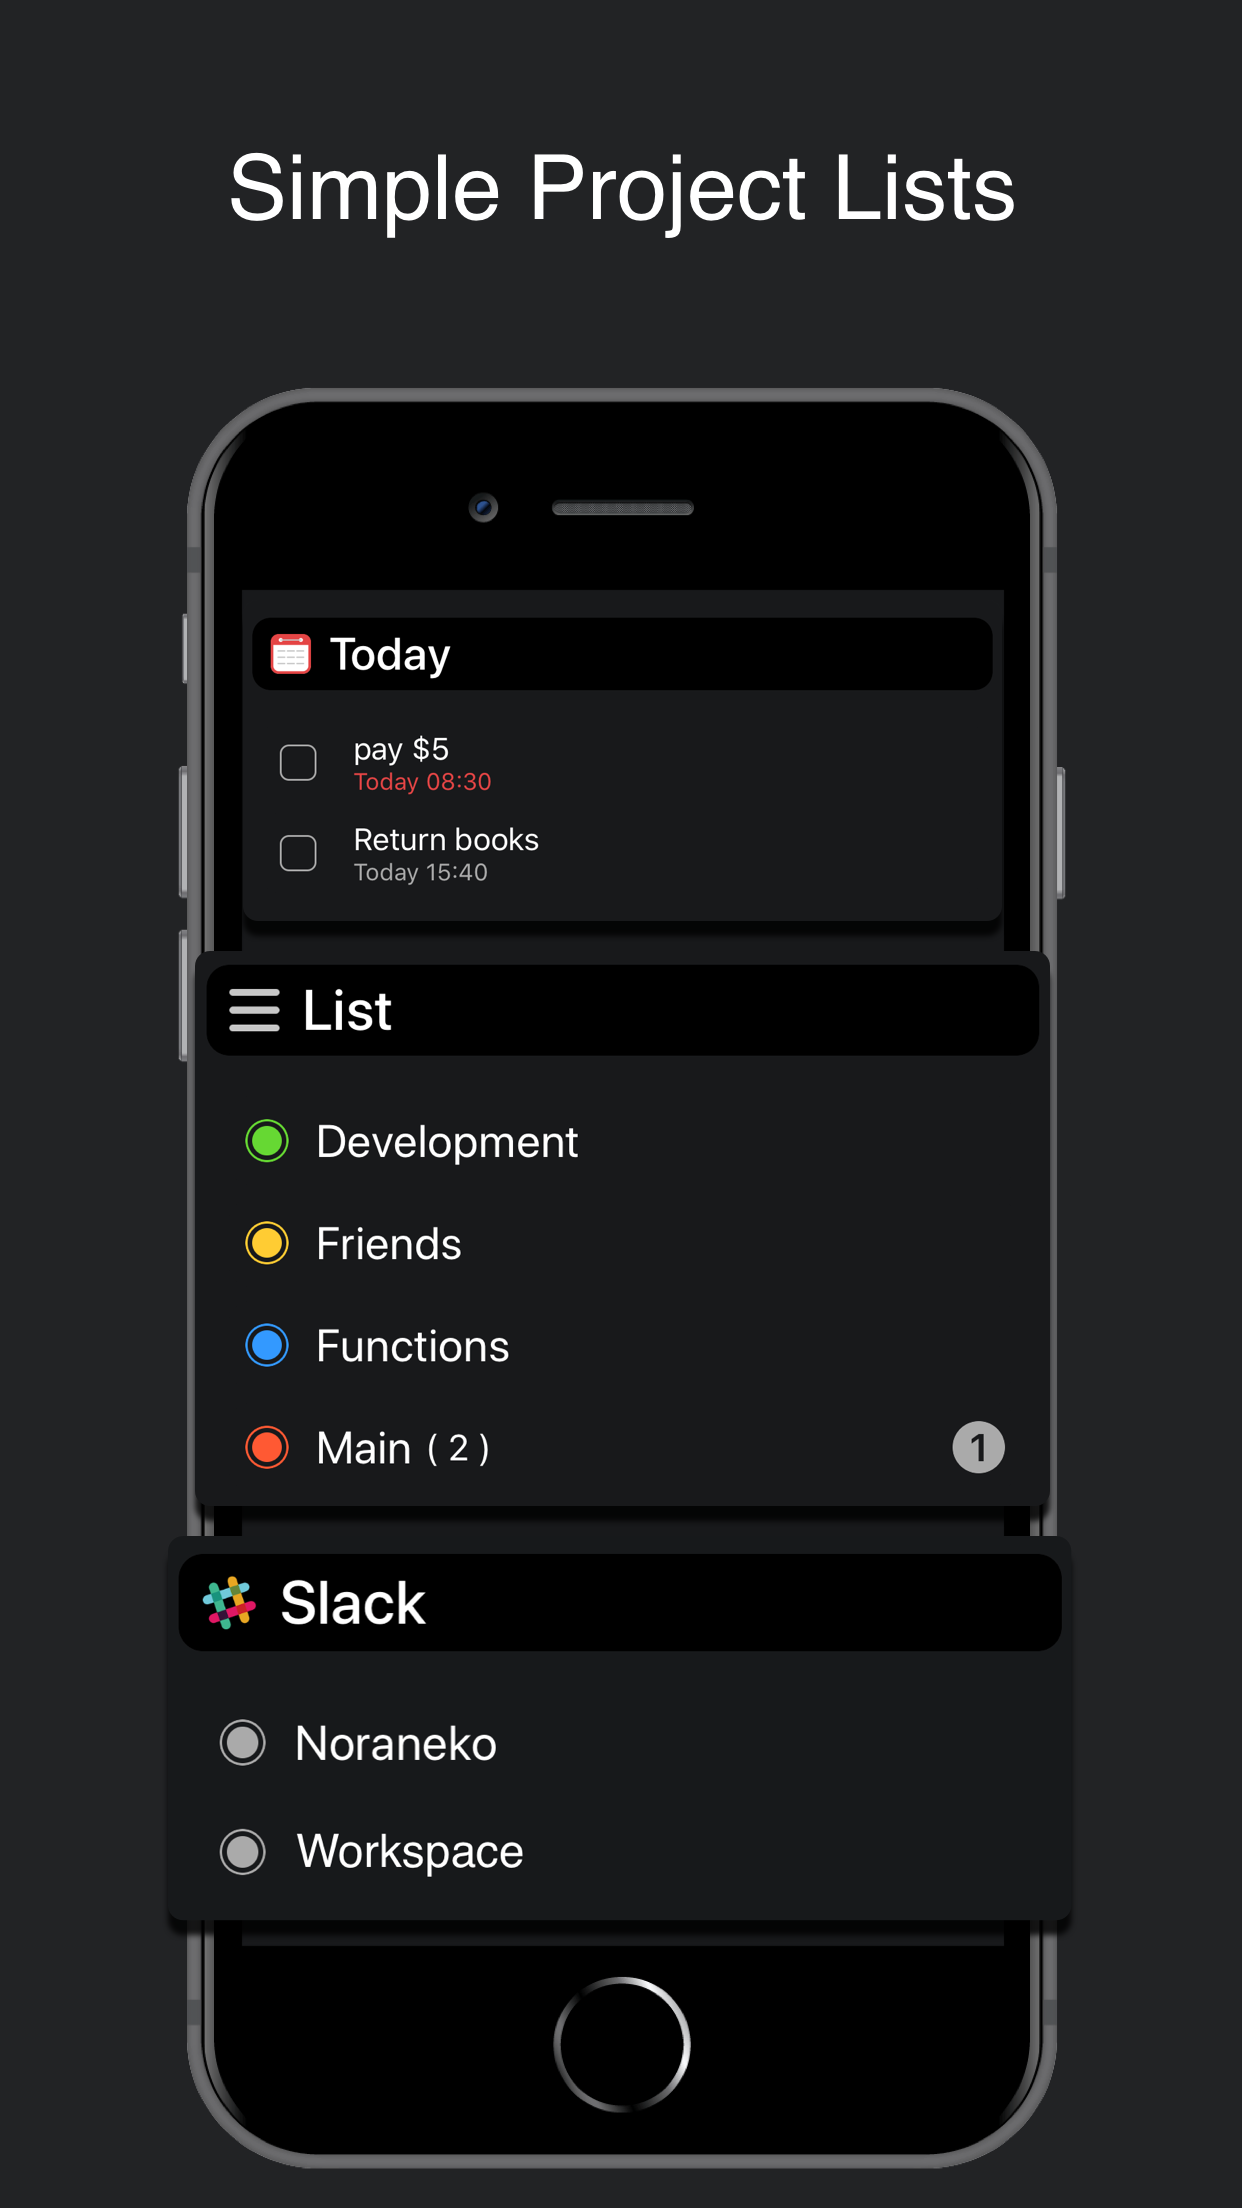 Simple Project Lists
Today
pay $5
Today 08:30
Return books
Today 15:40
List
Development
Friends
Functions
Main ( 2 )
1
Slack
Noraneko
Workspace